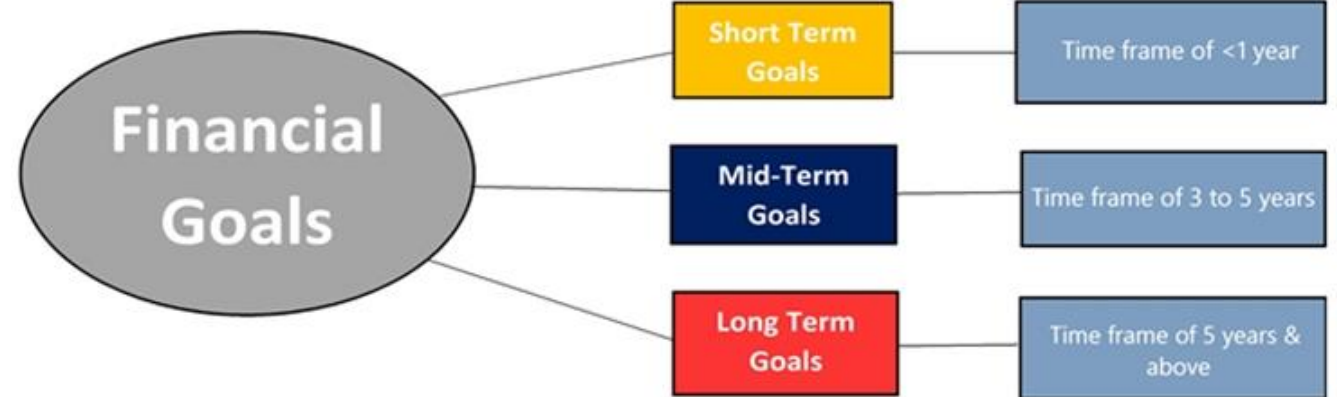 Financial
Goals
Short Term
Goals
Time frame of <1 year
Mid-Term
Goals
Time frame of 3 to 5 years
Long Term
Goals
Time frame of 5 years &
above